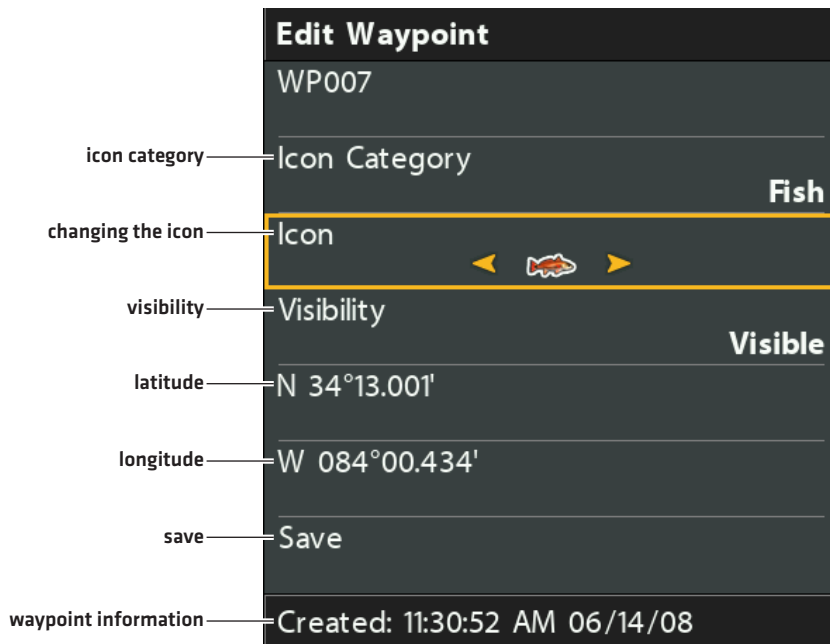 Edit Waypoint
WP007
icon category
Icon Category
Fish
changing the icon
Icon
visibility
Visibility
Visible
latitude
N 34°13.001'
longitude
W 084°00.434'
save
Save
waypoint information
Created: 11:30:52 AM 06/14/08